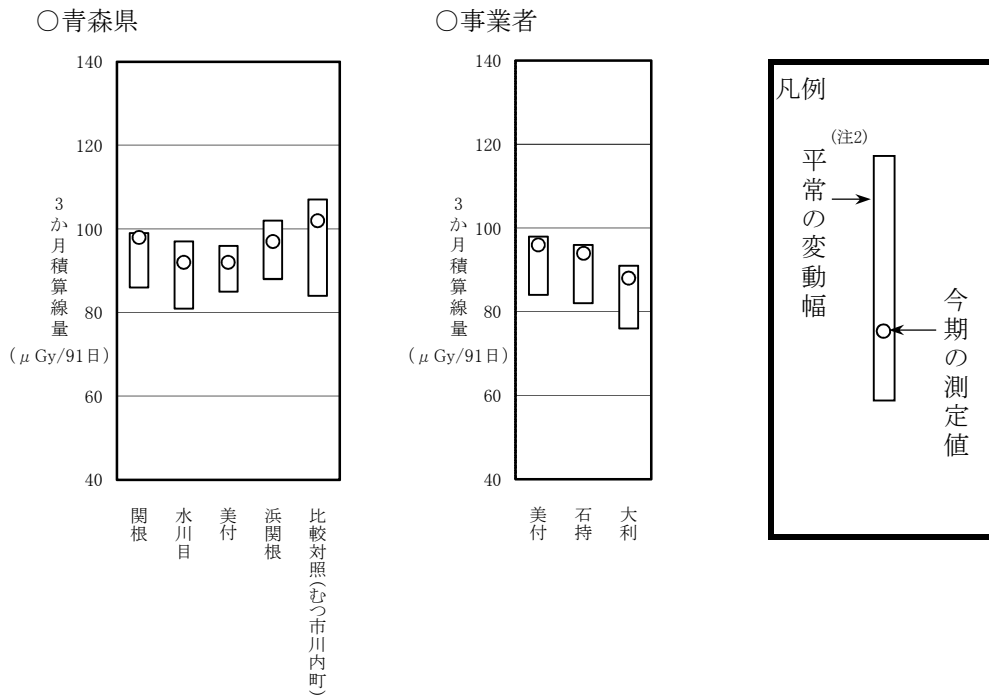 ○青森県
140
120
100
80
60
40
3か月積算線量
(μGy/91日)
関根
水川目
美付
浜関根
比較対照(むつ市川内町)
○事業者
140
120
100
80
60
40
3か月積算線量
(μGy/91日)
美付
石持
大利
凡例
(注2)
平常の変動幅
今期の測定値